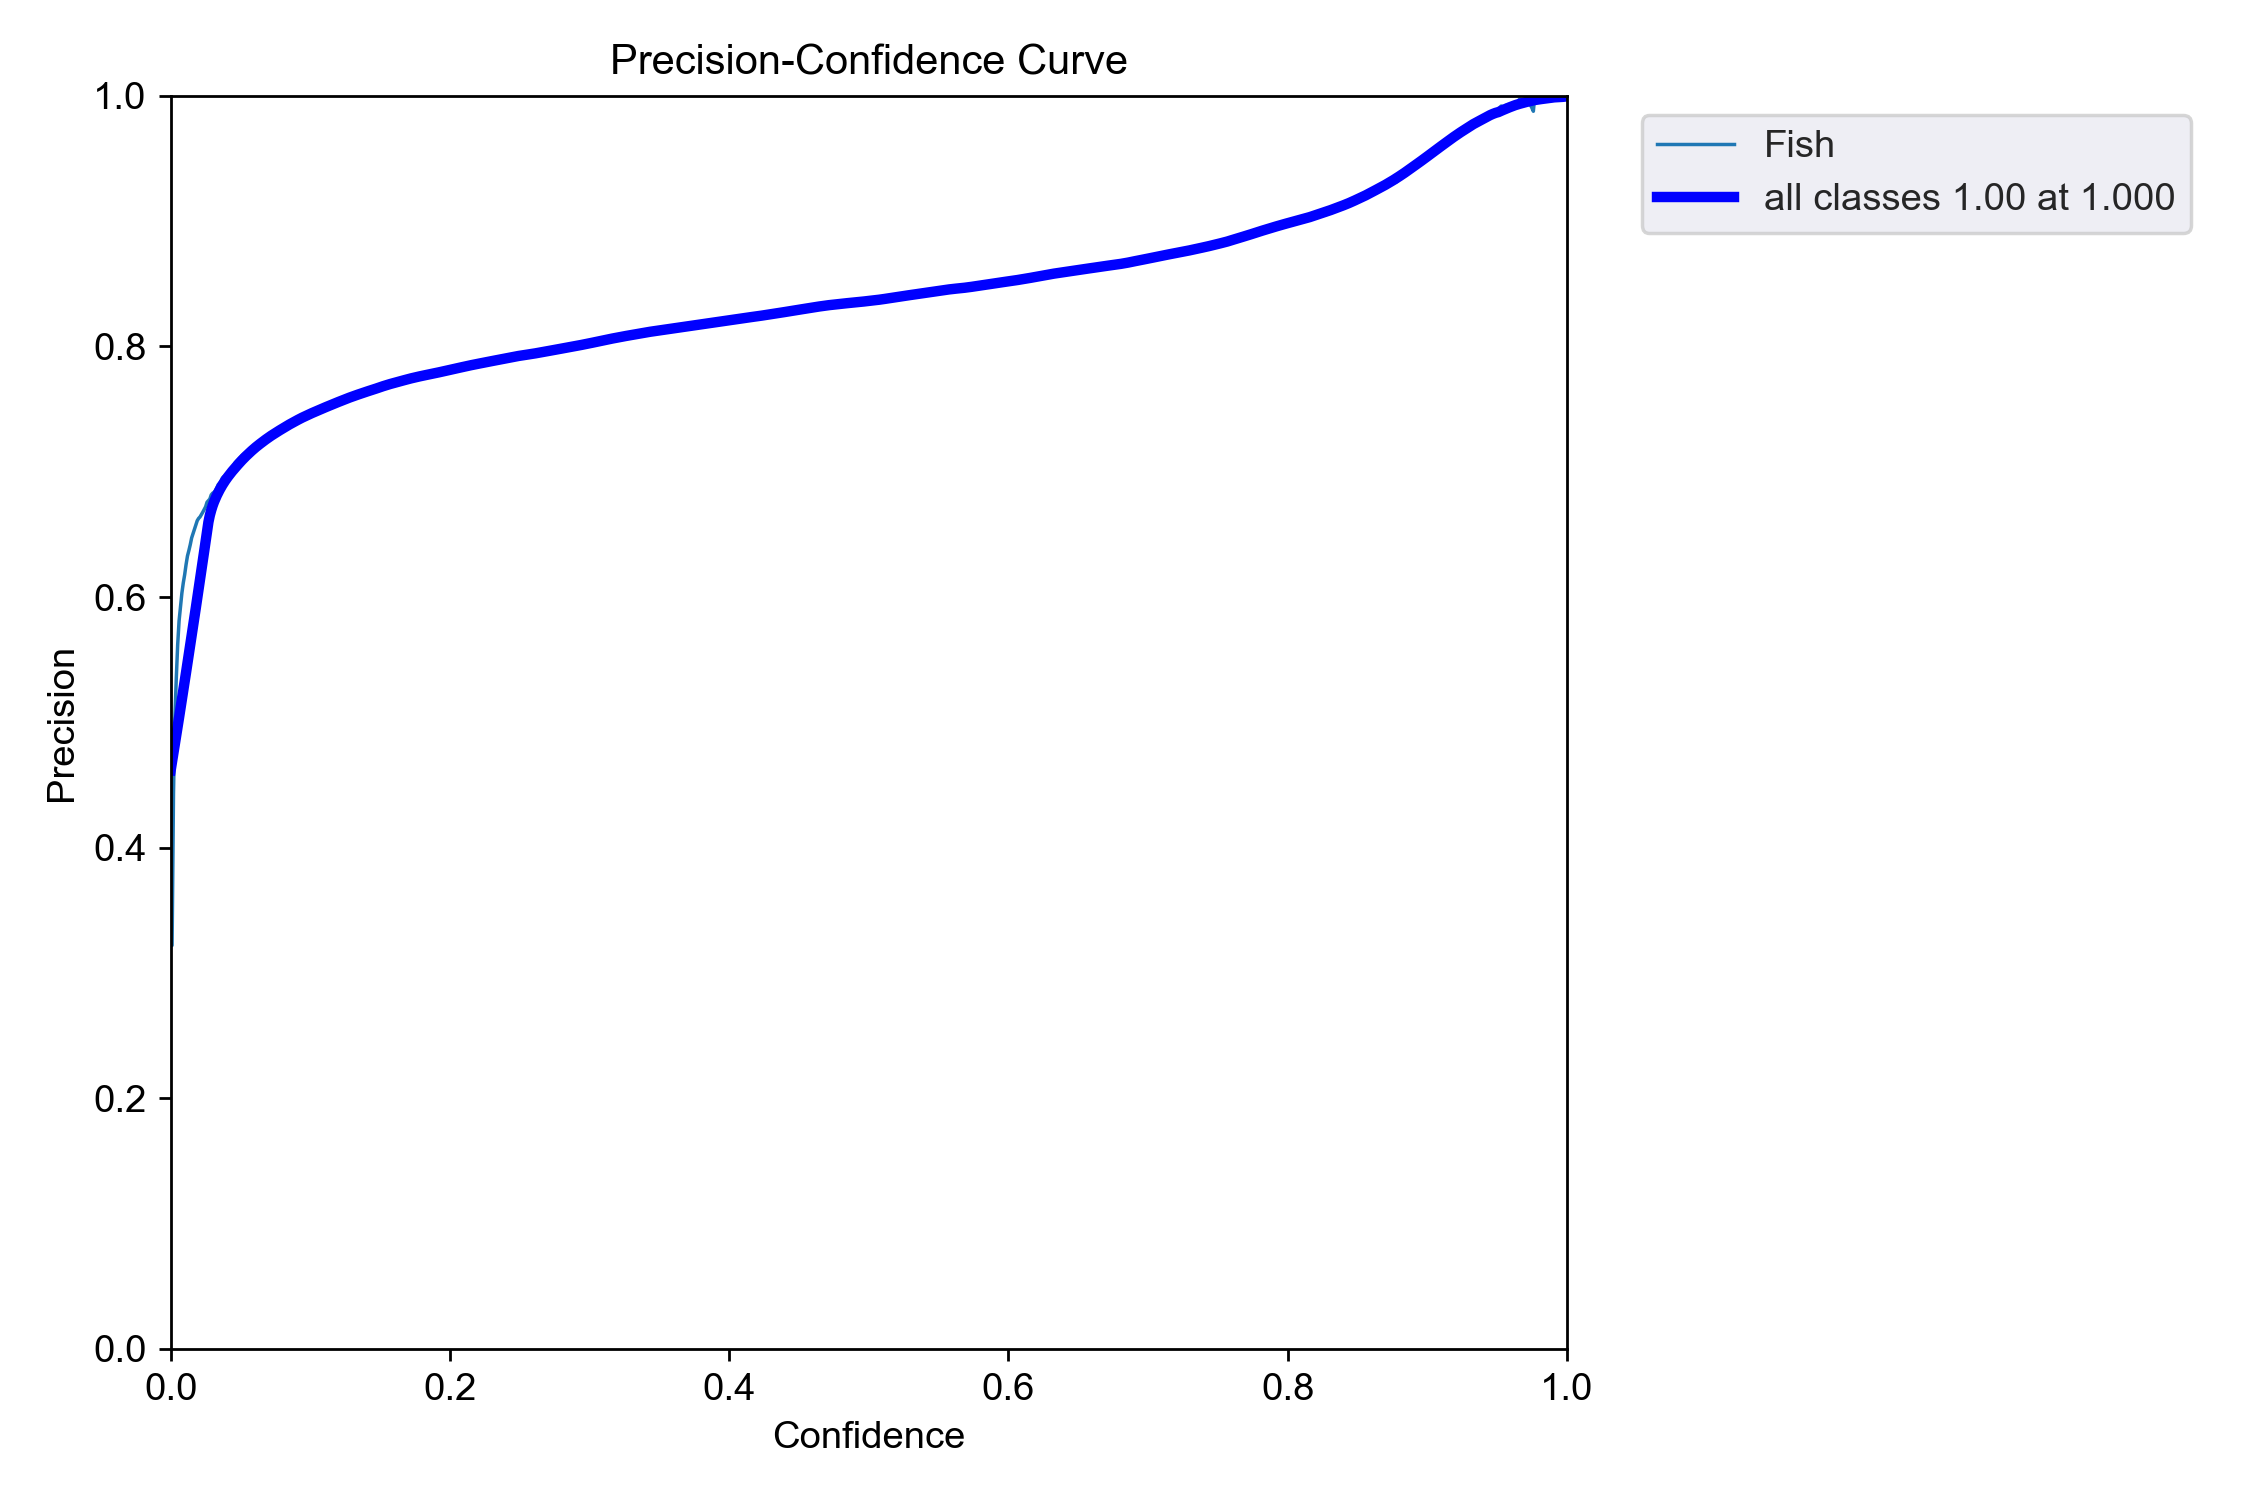 Precision-Confidence Curve
1.0
0.8
0.6
0.4
0.2
0.0
Precision
0.0 0.2 0.4 0.6 0.8 1.0
Confidence
Fish
all classes 1.00 at 1.000